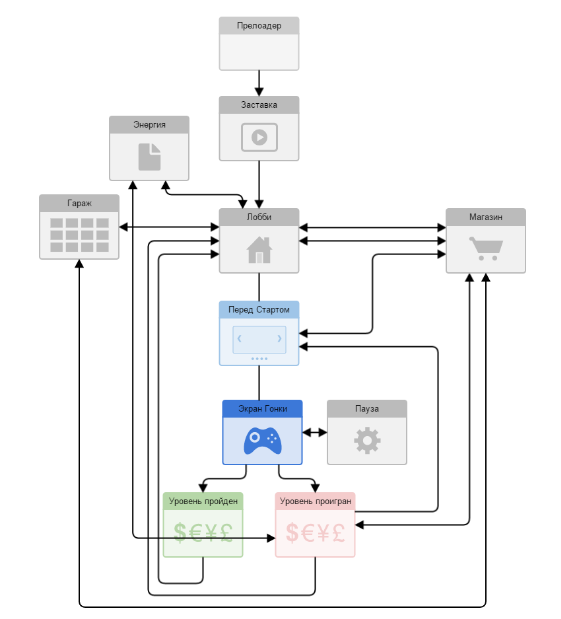 Прелоадер
Заставка
Энергия
Гараж
Лобби
Магазин
Перед Стартом
Экран Гонки
Пауза
Уровень пройден
Уровень проигран
$€¥£
$€¥£